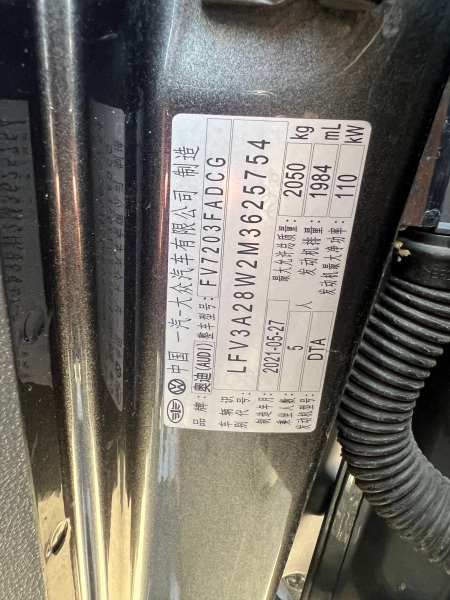 中国 一汽-大众汽车有限公司 制造
品牌: 奥迪(AUDI) 整车型号: FV7203FADCG
车辆识别代号: LFV3A28W2M3625754
制造年月: 2021-05-27 最大允许总质量: 2050 kg
乘坐人数: 5 人 发动机排量: 1984 mL
发动机型号: DTA 发动机最大净功率: 110 kW